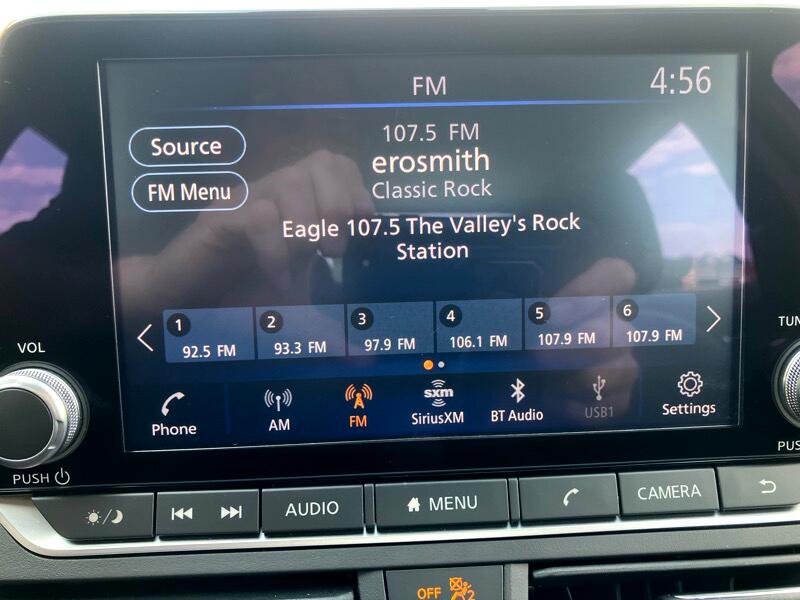 FM
4:56
Source
FM Menu
107.5 FM
erosmith
Classic Rock
Eagle 107.5 The Valley's Rock
Station
1
92.5 FM
2
93.3 FM
3
97.9 FM
4
106.1 FM
5
107.9 FM
6
107.9 FM
Phone
AM
FM
sxm
SiriusXM
BT Audio
USB1
Settings
VOL
PUSH
TUN
PUS
AUDIO
MENU
CAMERA
OFF
2